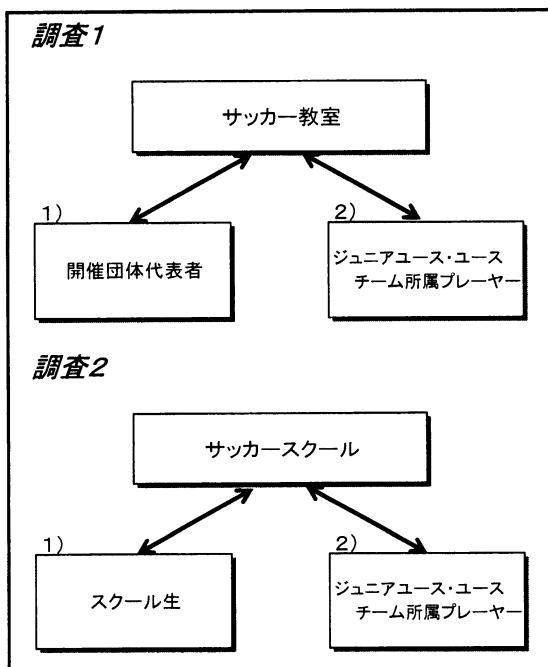 調査1
サッカー教室
1)
2)
開催団体代表者
ジュニアユース・ユース
チーム所属プレーヤー
調査2
サッカースクール
1)
2)
スクール生
ジュニアユース・ユース
チーム所属プレーヤー